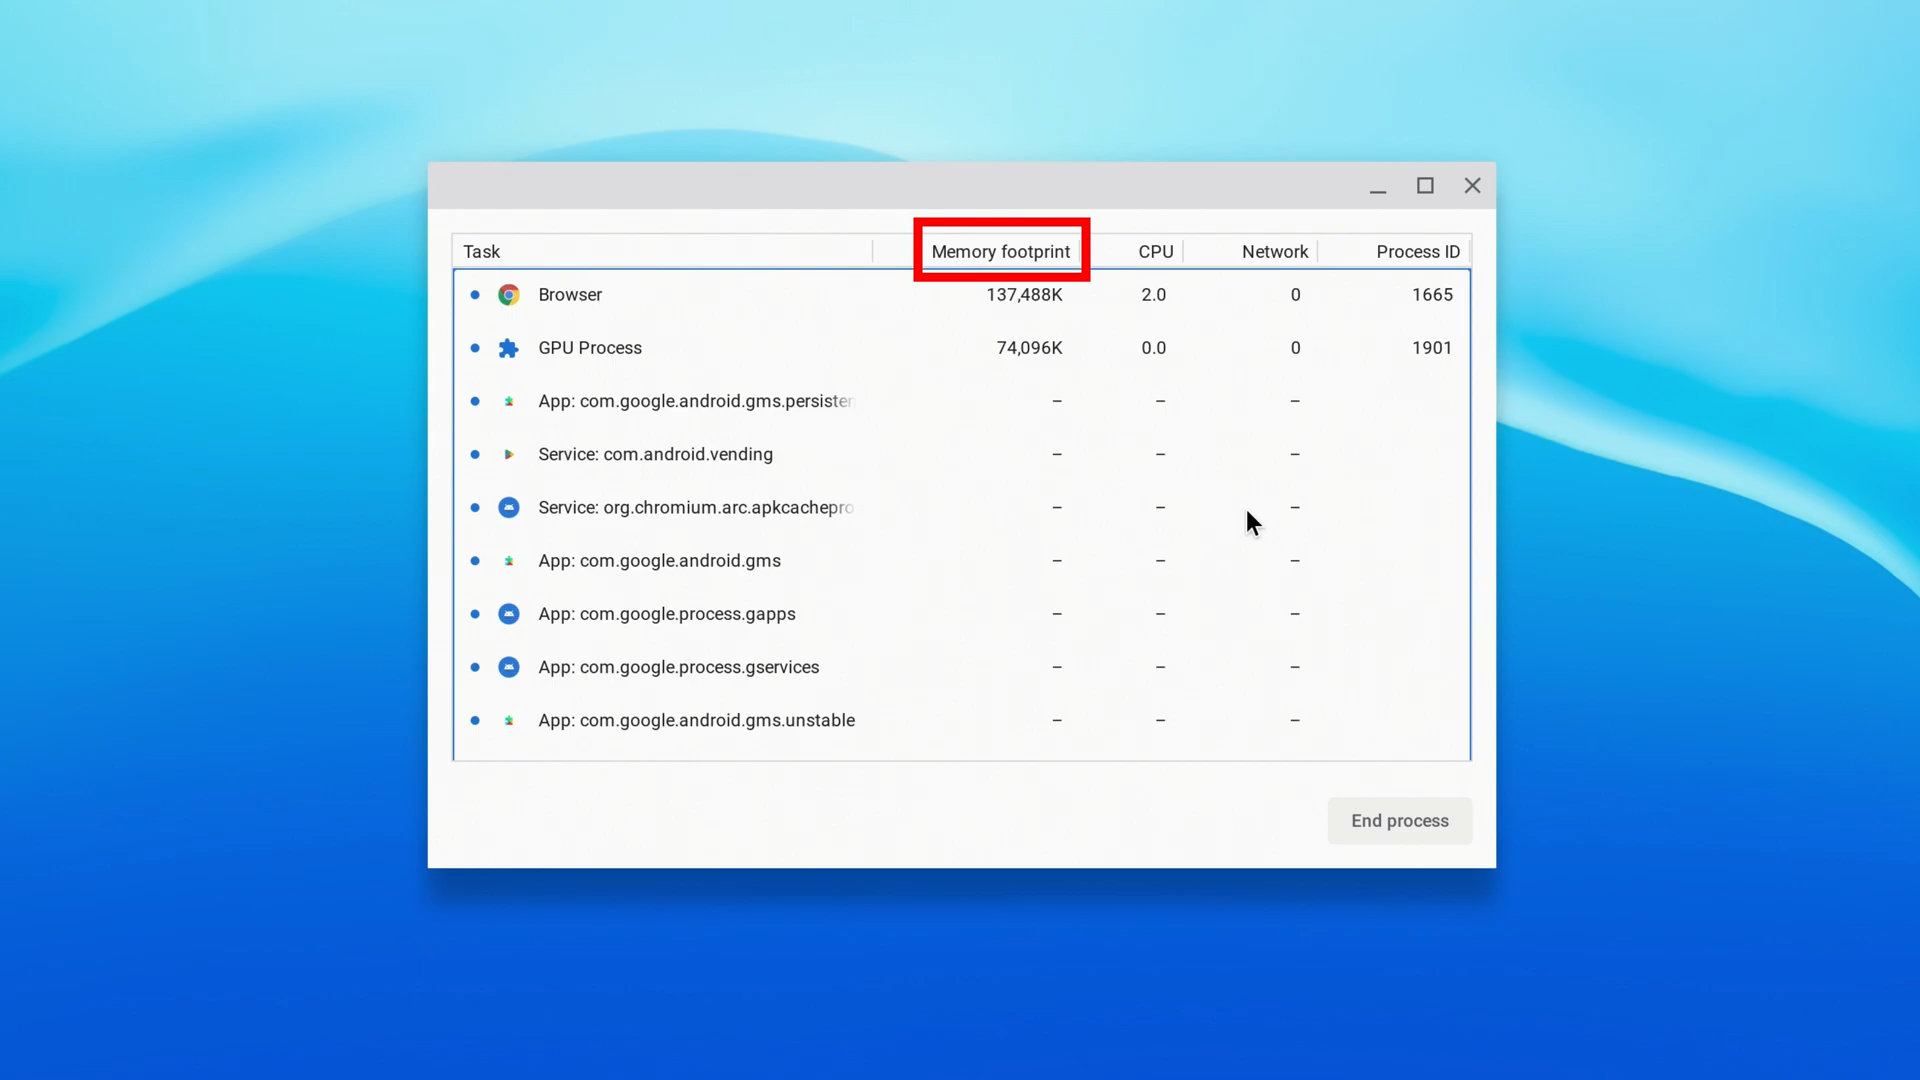 Task Memory footprint CPU Network Process ID
Browser 137,488K 2.0 0 1665
GPU Process 74,096K 0.0 0 1901
App: com.google.android.gms.persisten – – –
Service: com.android.vending – – –
Service: org.chromium.arc.apkcachepro – – –
App: com.google.android.gms – – –
App: com.google.process.gapps – – –
App: com.google.process.gservices – – –
App: com.google.android.gms.unstable – – –
End process